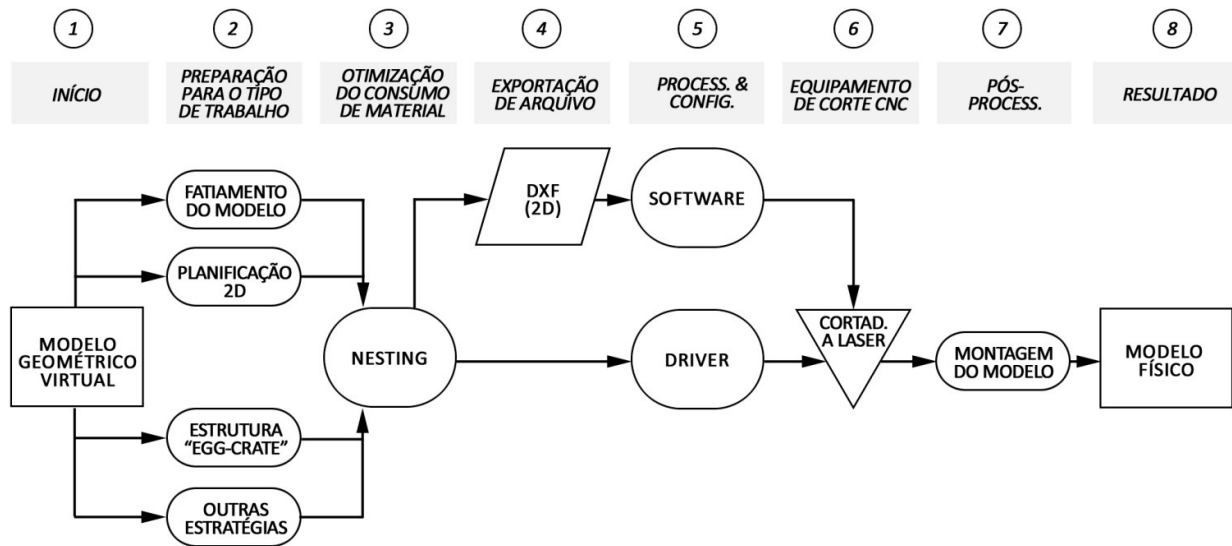 1
2
3
4
5
6
7
8
INÍCIO
PREPARAÇÃO
PARA O TIPO
DE TRABALHO
OTIMIZAÇÃO
DO CONSUMO
DE MATERIAL
EXPORTAÇÃO
DE ARQUIVO
PROCESS. &
CONFIG.
EQUIPAMENTO
DE CORTE CNC
PÓS-
PROCESS.
RESULTADO
MODELO
GEOMÉTRICO
VIRTUAL
FATIAMENTO
DO MODELO
PLANIFICAÇÃO
2D
ESTRUTURA
“EGG-CRATE”
OUTRAS
ESTRATÉGIAS
NESTING
DXF
(2D)
SOFTWARE
DRIVER
CORTAD.
A LASER
MONTAGEM
DO MODELO
MODELO
FÍSICO